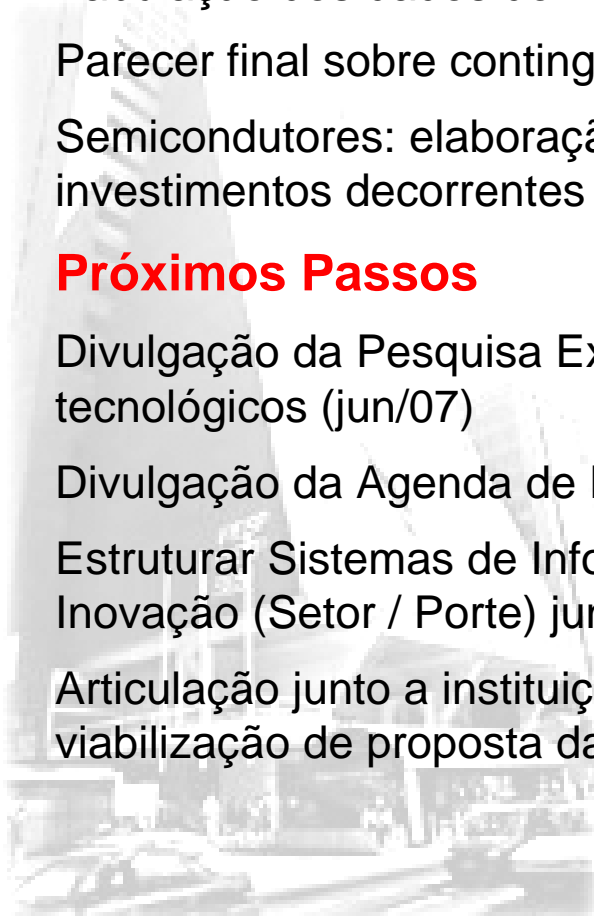 Parecer final sobre conting
Semicondutores: elaboraçã
investimentos decorrentes
Próximos Passos
Divulgação da Pesquisa Ex
tecnológicos (jun/07)
Divulgação da Agenda de
Estruturar Sistemas de Info
Inovação (Setor / Porte) jun
Articulação junto a instituiç
viabilização de proposta da